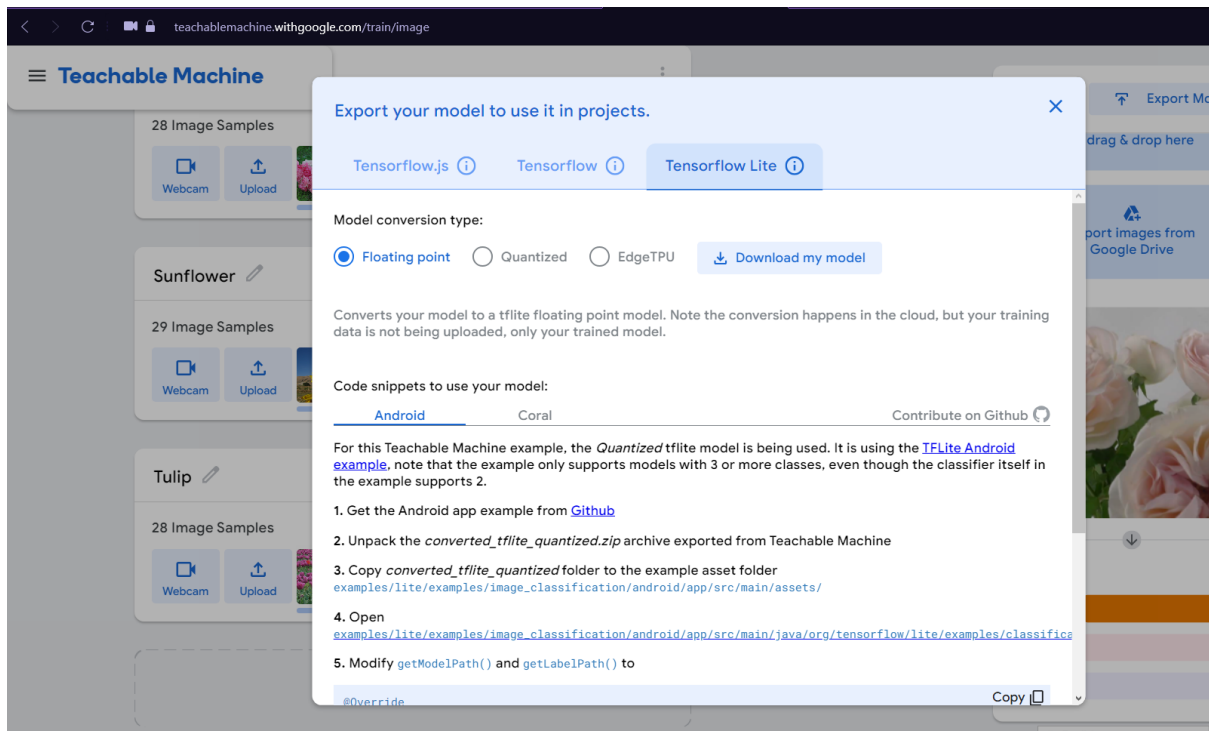 teachablemachine.withgoogle.com/train/image
Teachable Machine
28 Image Samples
Webcam
Upload
Sunflower
29 Image Samples
Webcam
Upload
Tulip
28 Image Samples
Webcam
Upload
Export your model to use it in projects.
Tensorflow.js
Tensorflow
Tensorflow Lite
Model conversion type:
Floating point
Quantized
EdgeTPU
Download my model
Converts your model to a tflite floating point model. Note the conversion happens in the cloud, but your training
data is not being uploaded, only your trained model.
Code snippets to use your model:
Android
Coral
Contribute on Github
For this Teachable Machine example, the Quantized tflite model is being used. It is using the TFLite Android
example, note that the example only supports models with 3 or more classes, even though the classifier itself in
the example supports 2.
1. Get the Android app example from Github
2. Unpack the converted_tflite_quantized.zip archive exported from Teachable Machine
3. Copy converted_tflite_quantized folder to the example asset folder
examples/lite/examples/image_classification/android/app/src/main/assets/
4. Open
examples/lite/examples/image_classification/android/app/src/main/java/org/tensorflow/lite/examples/classifica
5. Modify getModelPath() and getLabelPath() to
@Override
Copy
Export Mo
drag & drop here
port images from
Google Drive